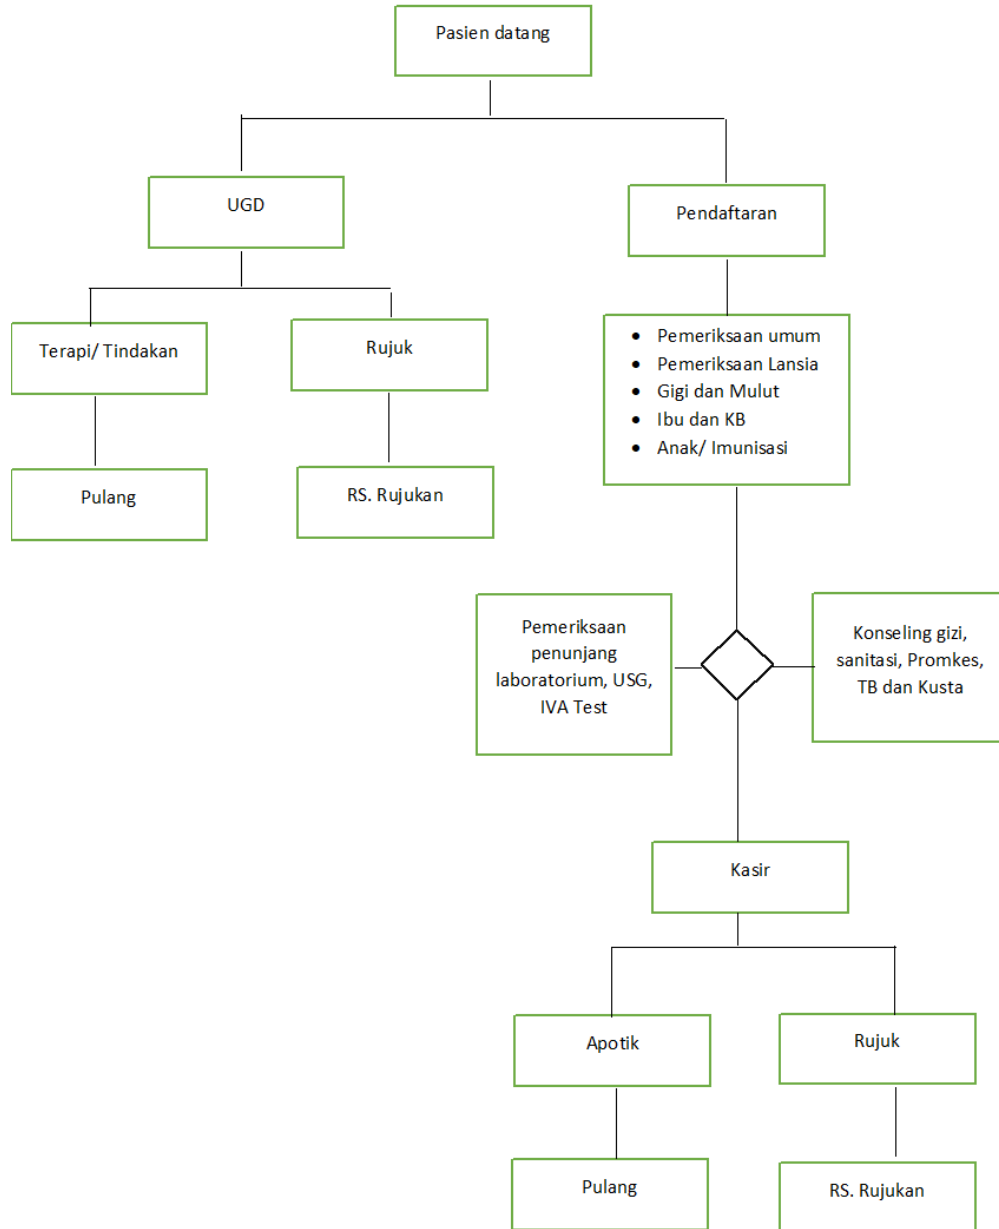 Pasien datang
UGD
Pendaftaran
Terapi/ Tindakan
Rujuk
• Pemeriksaan umum
• Pemeriksaan Lansia
• Gigi dan Mulut
• Ibu dan KB
• Anak/ Imunisasi
Pulang
RS. Rujukan
Pemeriksaan
penunjang
laboratorium, USG,
IVA Test
Konseling gizi,
sanitasi, Promkes,
TB dan Kusta
Kasir
Apotik
Rujuk
Pulang
RS. Rujukan